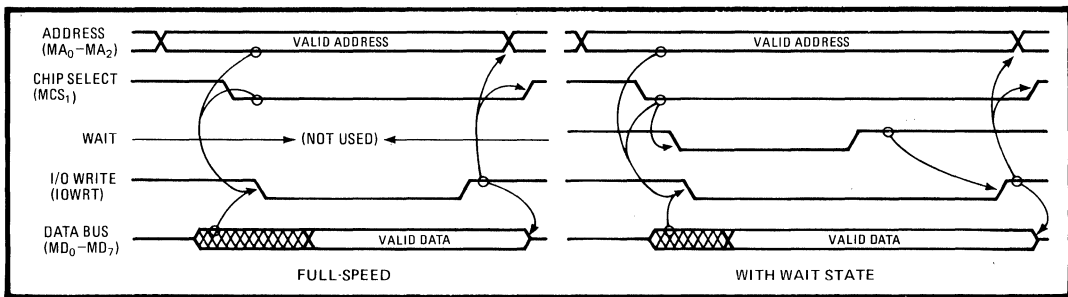 ADDRESS
(MA₀–MA₂)
VALID ADDRESS
VALID ADDRESS
CHIP SELECT
(MCS₁)
WAIT
(NOT USED)
I/O WRITE
(IOWRT)
DATA BUS
(MD₀–MD₇)
VALID DATA
VALID DATA
FULL-SPEED
WITH WAIT STATE